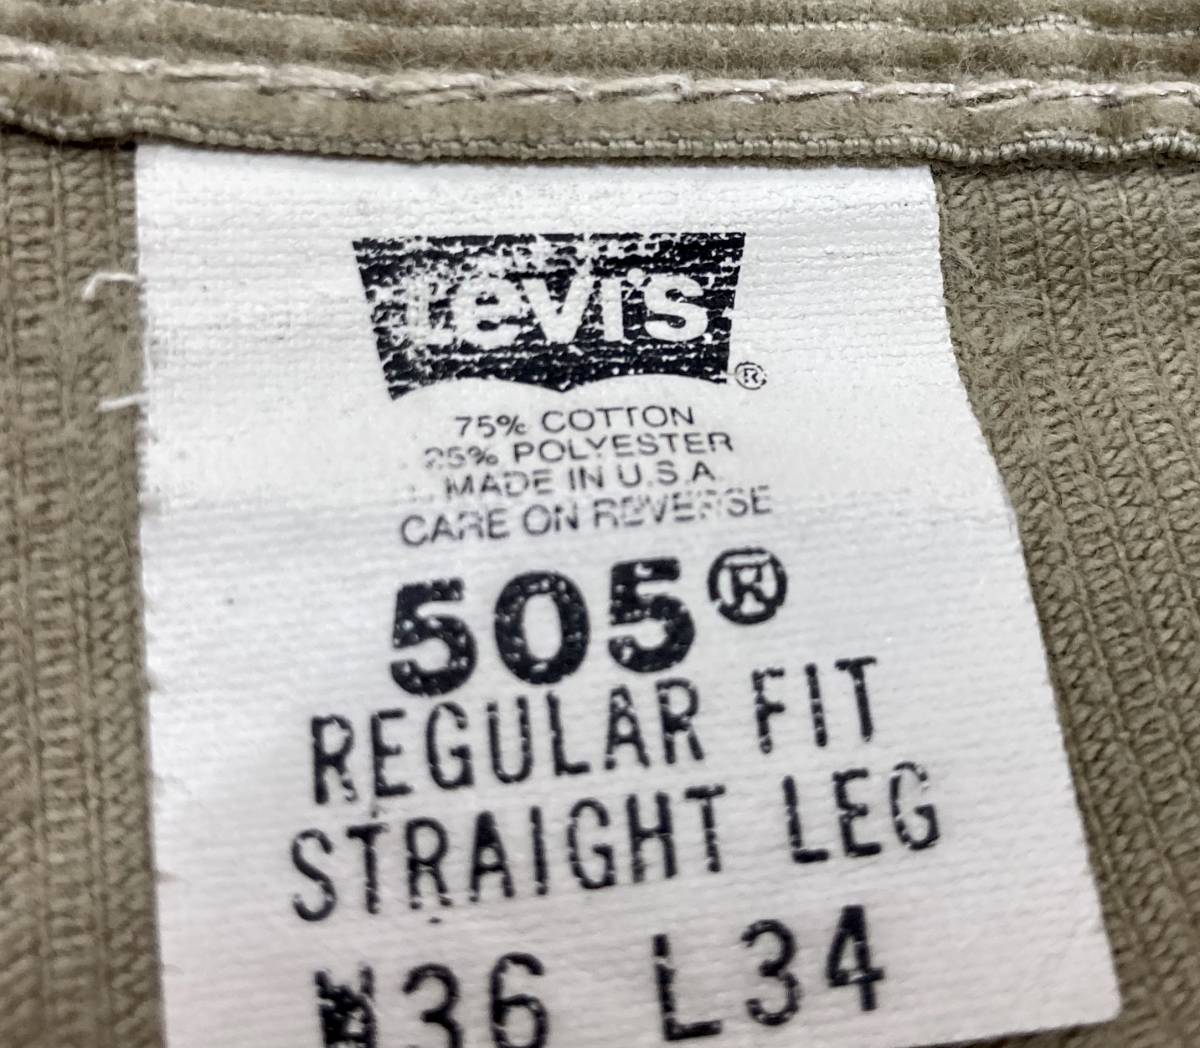 Levi's ®
75% COTTON
25% POLYESTER
MADE IN U.S.A.
CARE ON REVERSE
505®
REGULAR FIT
STRAIGHT LEG
W36 L34